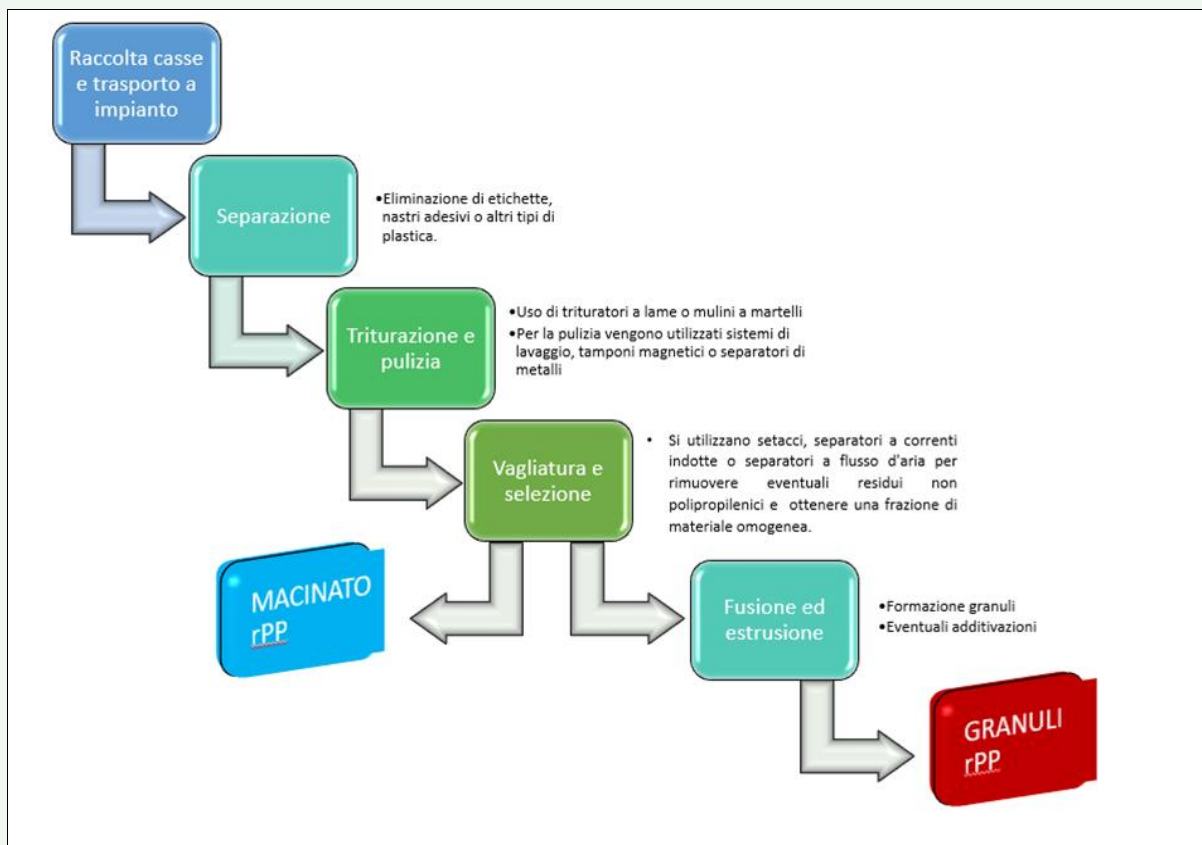 Raccolta casse
e trasporto a
impianto
Separazione
•Eliminazione di etichette,
nastri adesivi o altri tipi di
plastica.
Triturazione e
pulizia
•Uso di trituratori a lame o mulini a martelli
•Per la pulizia vengono utilizzati sistemi di
lavaggio, tamponi magnetici o separatori di
metalli
Vagliatura e
selezione
• Si utilizzano setacci, separatori a correnti
indotte o separatori a flusso d'aria per
rimuovere eventuali residui non
polipropilenici e ottenere una frazione di
materiale omogenea.
MACINATO
rPP
Fusione ed
estrusione
•Formazione granuli
•Eventuali additivazioni
GRANULI
rPP